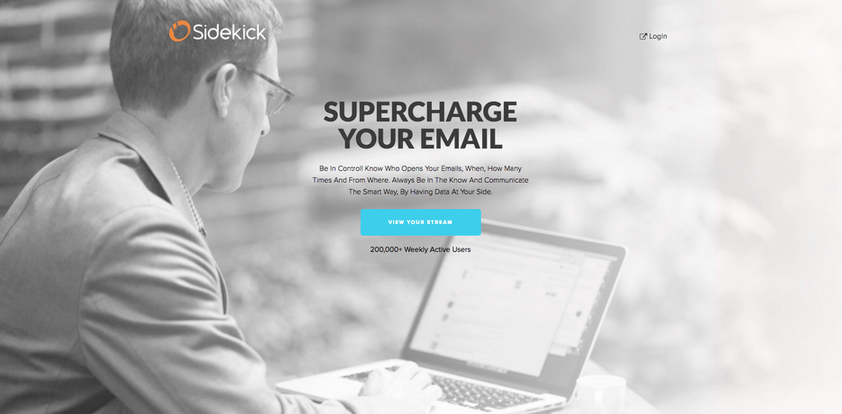 Sidekick
Login
SUPERCHARGE
YOUR EMAIL
Be In Control! Know Who Opens Your Emails, When, How Many
Times And From Where. Always Be In The Know And Communicate
The Smart Way, By Having Data At Your Side.
VIEW YOUR STREAM
200,000+ Weekly Active Users